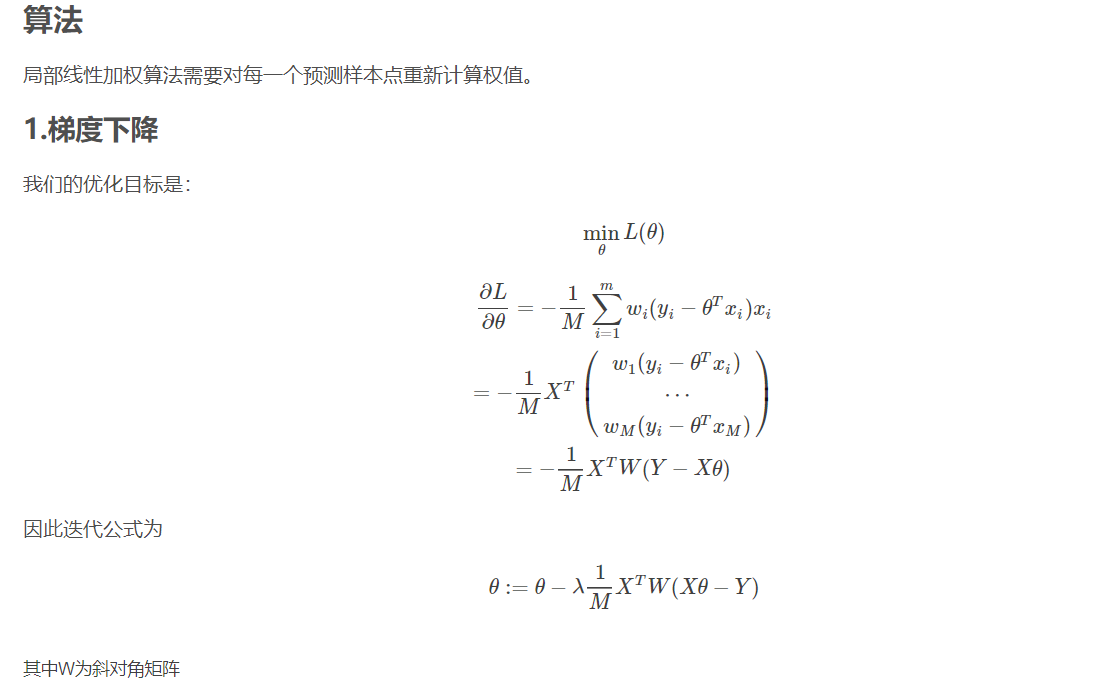 算法
局部线性加权算法需要对每一个预测样本点重新计算权值。
1.梯度下降
我们的优化目标是：
\min_{\theta} L(\theta)
\frac{\partial L}{\partial \theta} = -\frac{1}{M} \sum_{i=1}^{m} w_i(y_i - \theta^T x_i)x_i
= -\frac{1}{M} X^T \begin{pmatrix} w_1(y_i - \theta^T x_i) \\ \cdots \\ w_M(y_i - \theta^T x_M) \end{pmatrix}
= -\frac{1}{M} X^T W(Y - X\theta)
因此迭代公式为
\theta := \theta - \lambda \frac{1}{M} X^T W(X\theta - Y)
其中W为斜对角矩阵